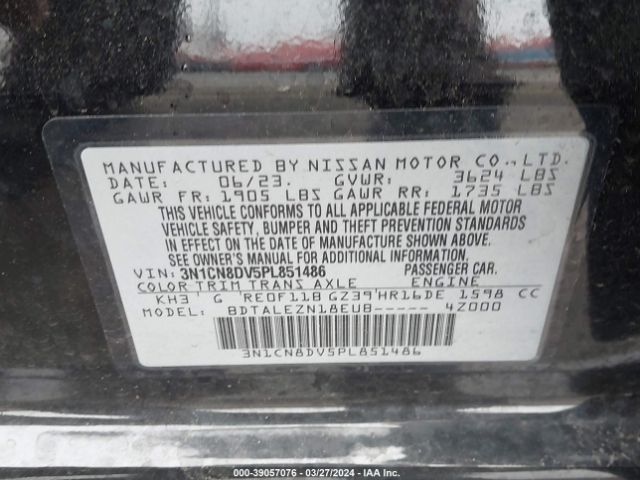 MANUFACTURED BY NISSAN MOTOR CO., LTD.
DATE: 06/23. GVWR: 3624 LBS
GAWR FR: 1905 LBS GAWR RR: 1735 LBS
THIS VEHICLE CONFORMS TO ALL APPLICABLE FEDERAL MOTOR
VEHICLE SAFETY, BUMPER AND THEFT PREVENTION STANDARDS
IN EFFECT ON THE DATE OF MANUFACTURE SHOWN ABOVE.
SEE OWNER'S MANUAL FOR ADDITIONAL INFORMATION
VIN: 3N1CN8DV5PL851486 PASSENGER CAR.
COLOR TRIM TRANS AXLE ENGINE
KH3 G RE0F11B GZ39 HR16DE 1598 CC
BDTALEZN18EUB----- 4Z000
3N1CN8DV5PL851486
000-39057076 — 03/27/2024 — IAA Inc.